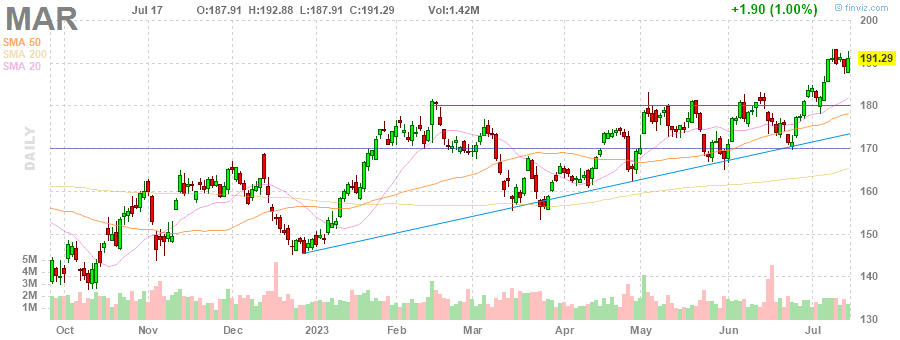 MAR Jul 17 O:187.91 H:192.88 L:187.91 C:191.29 Vol:1.42M +1.90 (1.00%) finviz.com
SMA 50
SMA 200
SMA 20
DAILY
200
190
191.29
180
170
160
150
140
130
5M
4M
3M
2M
1M
Oct Nov Dec 2023 Feb Mar Apr May Jun Jul